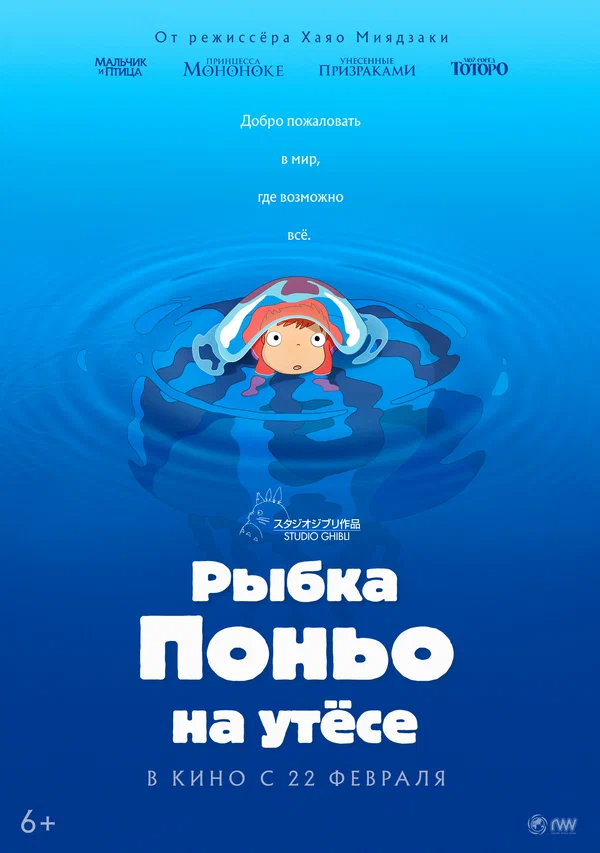 От режиссёра Хаяо Миядзаки
МАЛЬЧИК И ПТИЦА
ПРИНЦЕССА МОНОНОКЕ
УНЕСЕННЫЕ ПРИЗРАКАМИ
МОЙ СОСЕД ТОТОРО
Добро пожаловать
в мир,
где возможно
всё.
スタジオジブリ作品
STUDIO GHIBLI
Рыбка
Поньо
на утёсе
В КИНО С 22 ФЕВРАЛЯ
6+